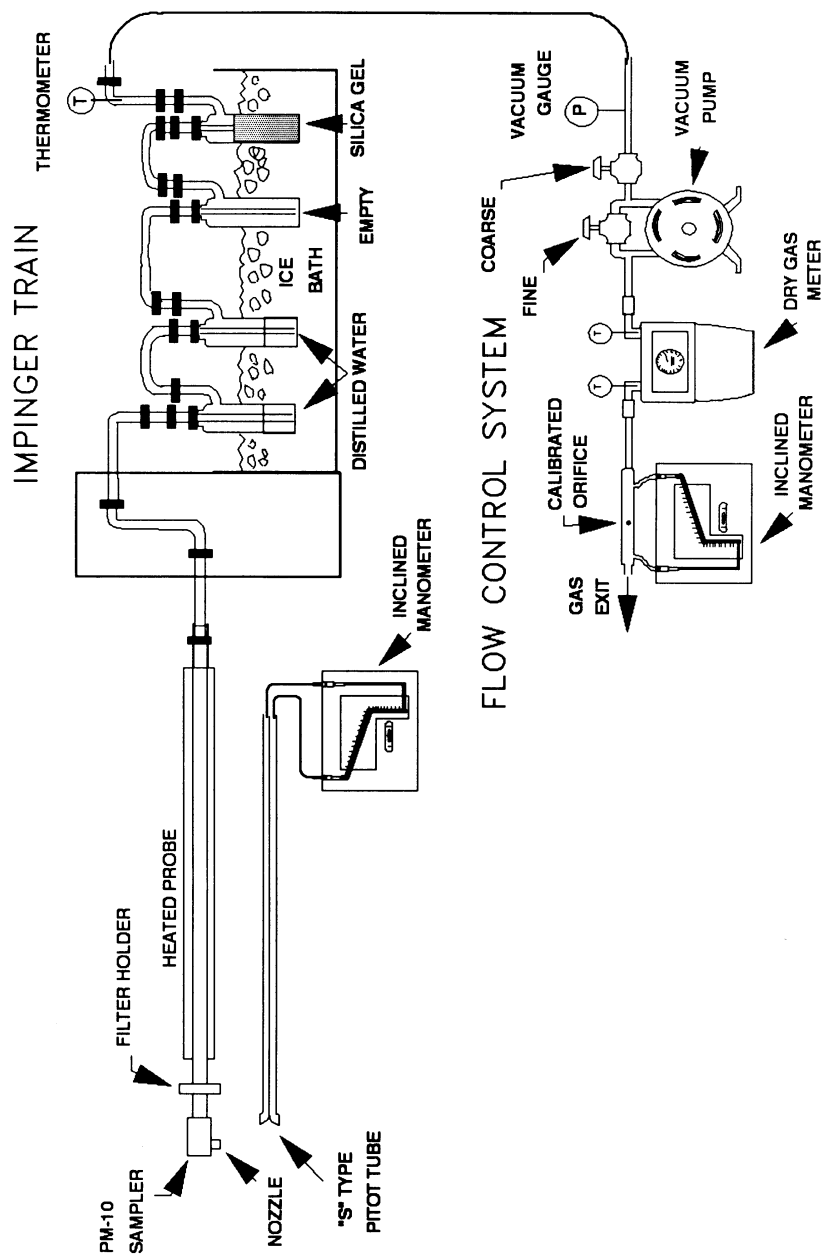 IMPINGER TRAIN
THERMOMETER
T
SILICA GEL
EMPTY
ICE
BATH
DISTILLED WATER
FILTER HOLDER
HEATED PROBE
PM-10
SAMPLER
NOZZLE
"S" TYPE
PITOT TUBE
INCLINED
MANOMETER
FLOW CONTROL SYSTEM
VACUUM
GAUGE
P
COARSE
FINE
VACUUM
PUMP
T
T
DRY GAS
METER
CALIBRATED
ORIFICE
GAS
EXIT
INCLINED
MANOMETER